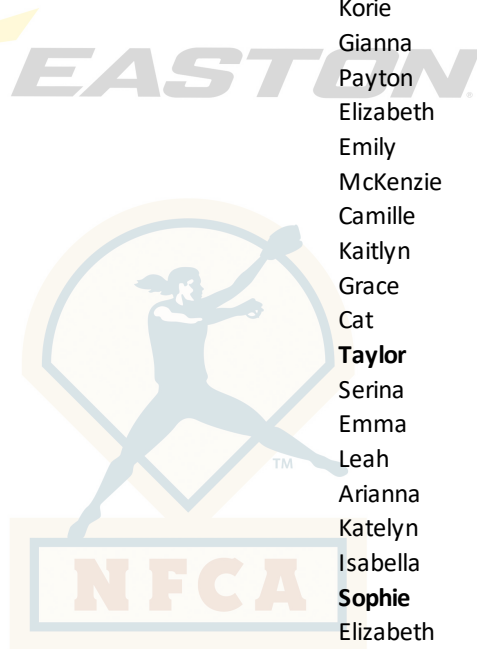 Korie
Gianna
EASTON
Payton
Elizabeth
Emily
McKenzie
Camille
Kaitlyn
Grace
Cat
Taylor
Serina
Emma
Leah
TM
Arianna
Katelyn
Isabella
NFCA
Sophie
Elizabeth